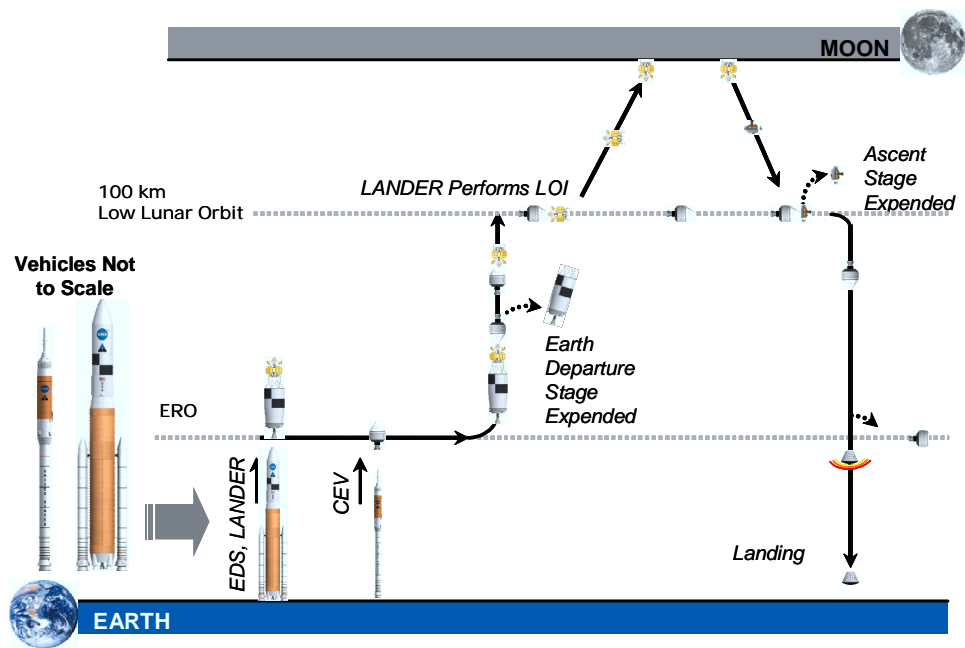 MOON
Ascent
Stage
Expended
LANDER Performs LOI
100 km
Low Lunar Orbit
Vehicles Not
to Scale
Earth
Departure
Stage
Expended
ERO
EDS, LANDER
CEV
Landing
EARTH